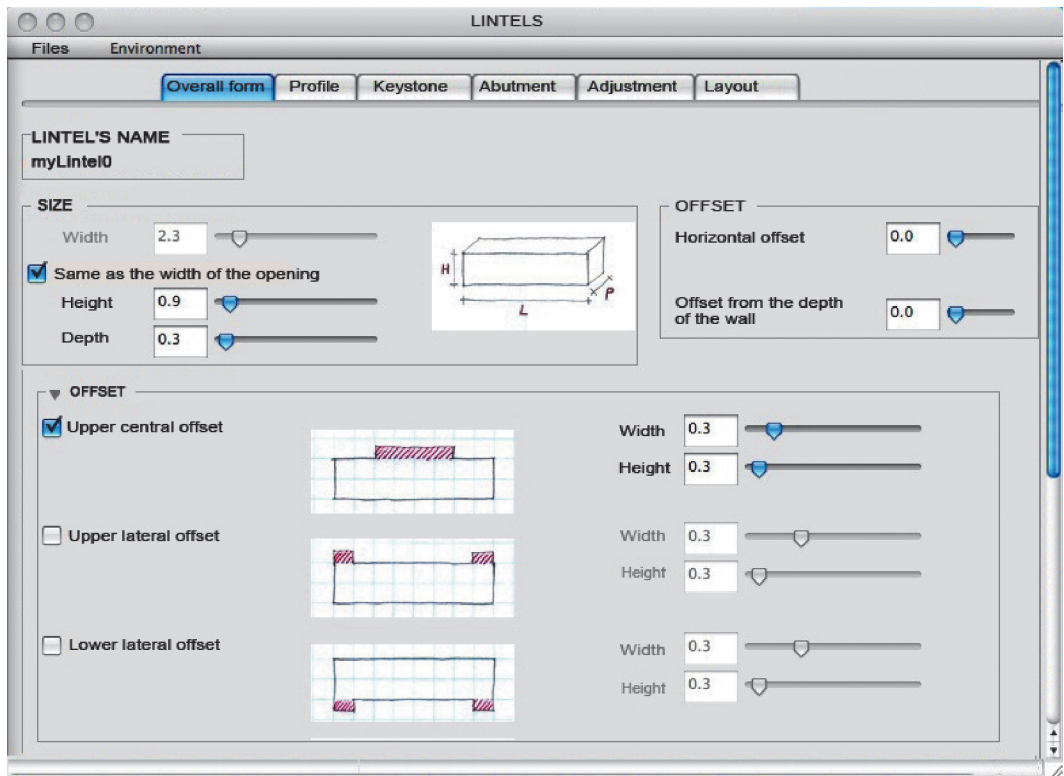 LINTELS
Files Environment
Overall form Profile Keystone Abutment Adjustment Layout
LINTEL'S NAME
myLintel0
SIZE
Width 2.3
Same as the width of the opening
Height 0.9
Depth 0.3
H
L
P
OFFSET
Horizontal offset 0.0
Offset from the depth
of the wall 0.0
OFFSET
Upper central offset
Width 0.3
Height 0.3
Upper lateral offset
Width 0.3
Height 0.3
Lower lateral offset
Width 0.3
Height 0.3